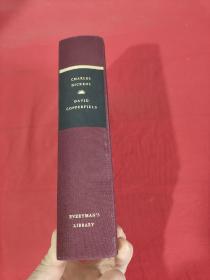 CHARLES
DICKENS
DAVID
COPPERFIELD
EVERYMAN'S
LIBRARY